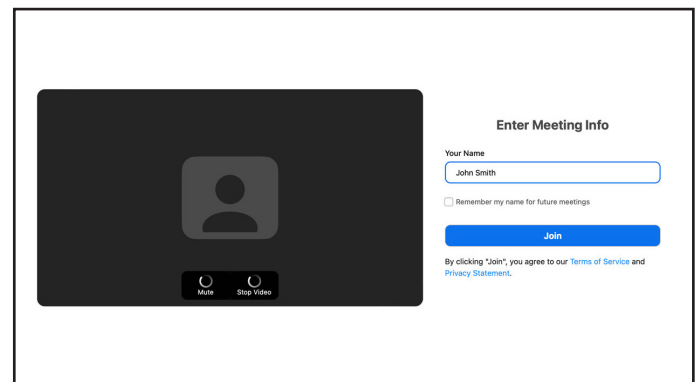 Enter Meeting Info
Your Name
John Smith
Remember my name for future meetings
Join
By clicking "Join", you agree to our Terms of Service and
Privacy Statement.
Mute Stop Video